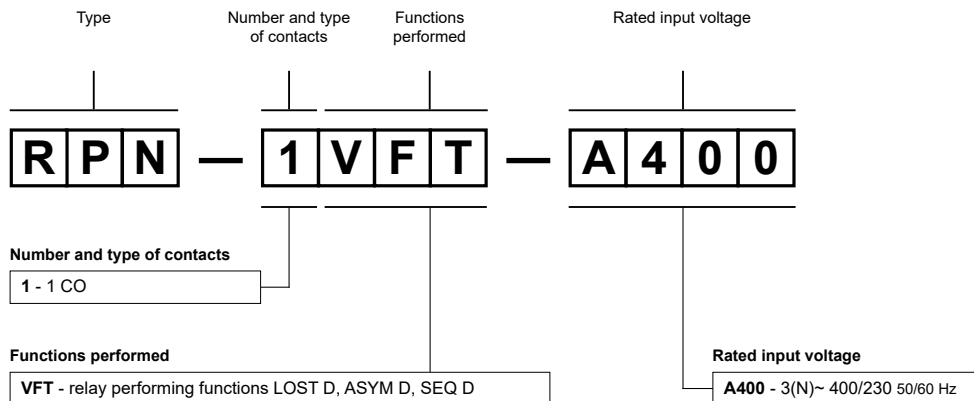 Type
Number and type
of contacts
Functions
performed
Rated input voltage
RPN — 1VFT — A400
Number and type of contacts
1 - 1 CO
Functions performed
VFT - relay performing functions LOST D, ASYM D, SEQ D
Rated input voltage
A400 - 3(N)~ 400/230 50/60 Hz